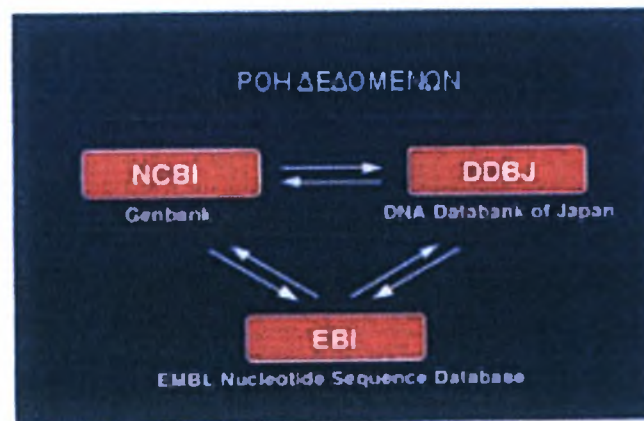 ΡΟΗ ΔΕΔΟΜΕΝΩΝ
NCBI
DDBJ
Genbank
DNA Databank of Japan
EBI
EMBL Nucleotide Sequence Database